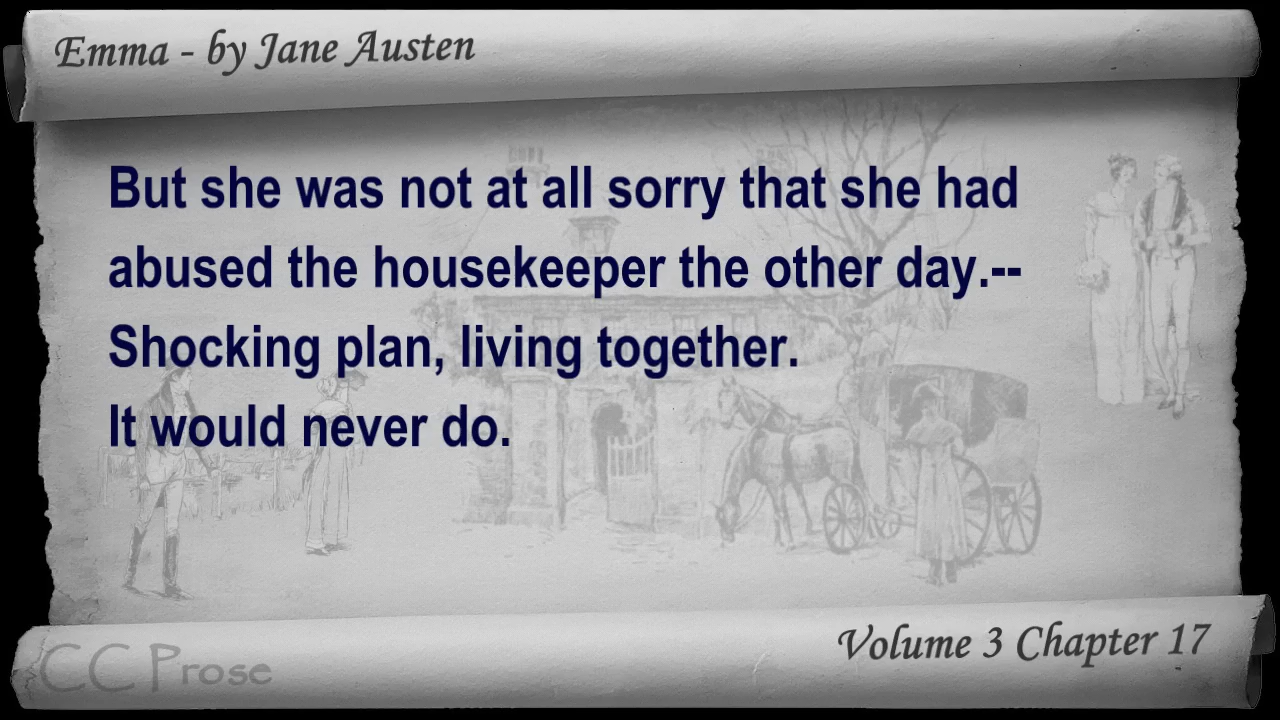 Emma - by Jane Austen
But she was not at all sorry that she had
abused the housekeeper the other day.--
Shocking plan, living together.
It would never do.
Volume 3 Chapter 17
CC Prose